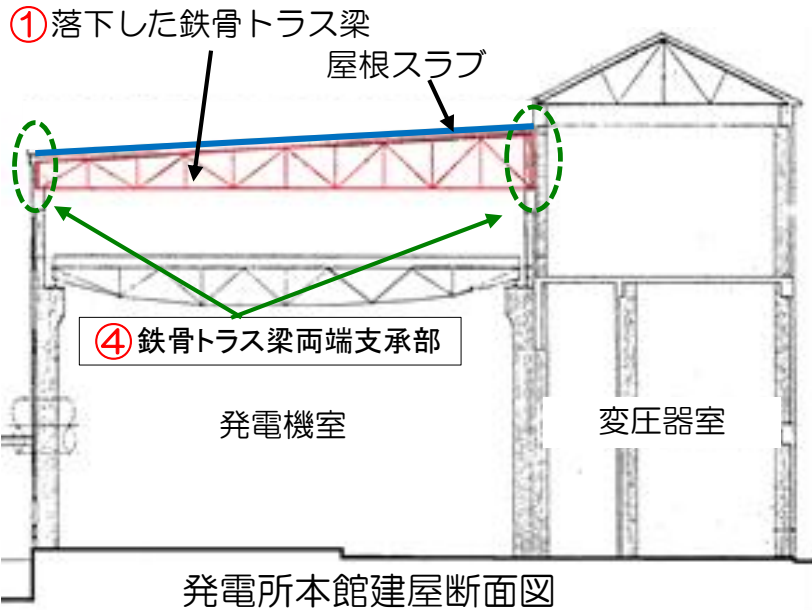 ①落下した鉄骨トラス梁
屋根スラブ
④鉄骨トラス梁両端支承部
発電機室
変圧器室
発電所本館建屋断面図